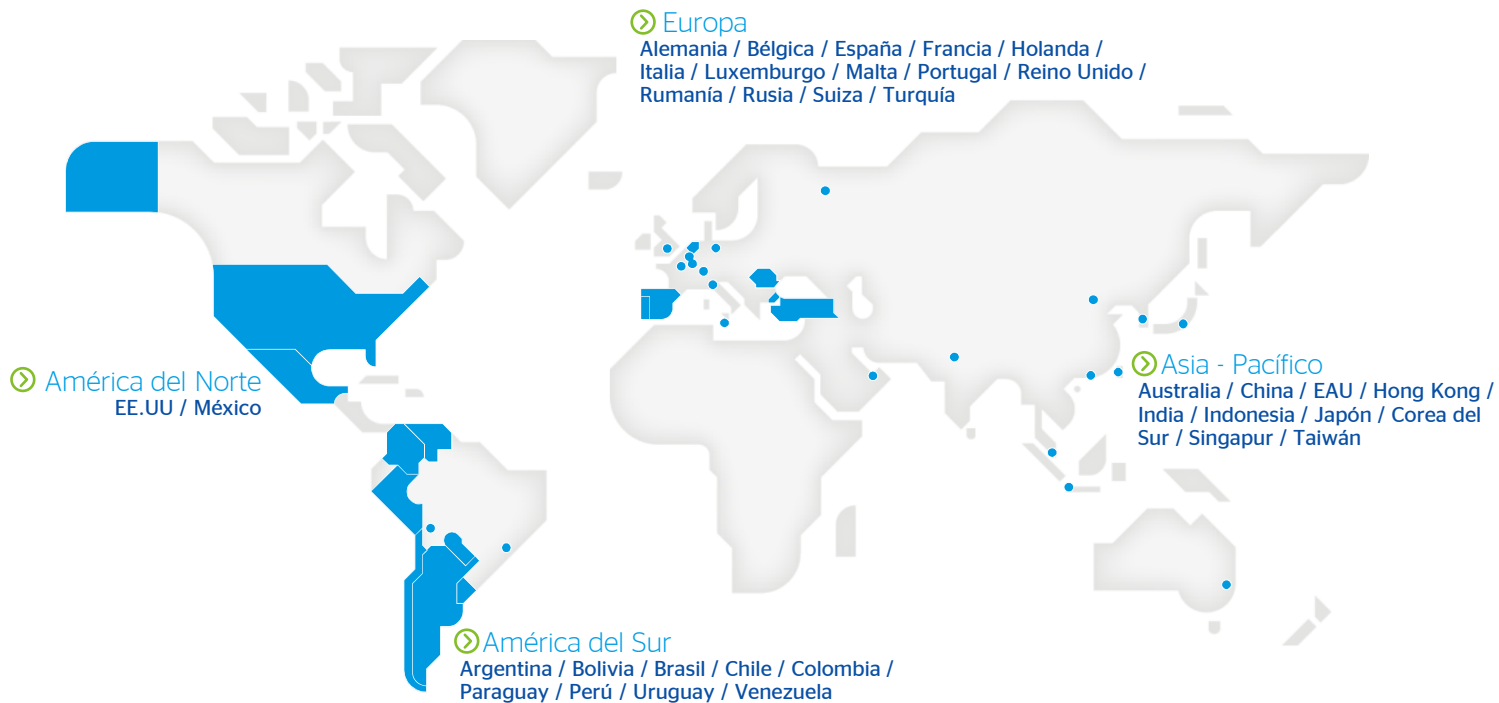 Europa
Alemania / Bélgica / España / Francia / Holanda /
Italia / Luxemburgo / Malta / Portugal / Reino Unido /
Rumanía / Rusia / Suiza / Turquía
América del Norte
EE.UU / México
Asia - Pacífico
Australia / China / EAU / Hong Kong /
India / Indonesia / Japón / Corea del
Sur / Singapur / Taiwán
América del Sur
Argentina / Bolivia / Brasil / Chile / Colombia /
Paraguay / Perú / Uruguay / Venezuela